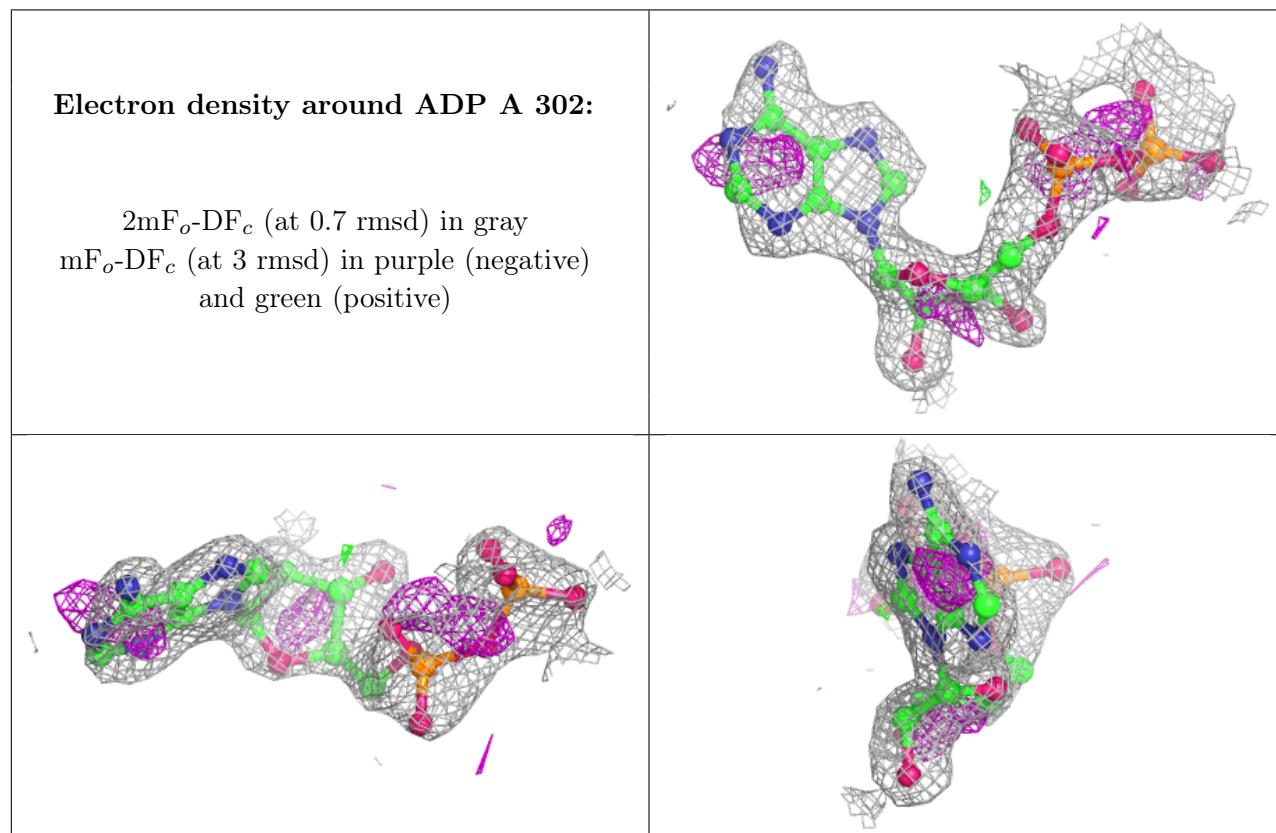 Electron density around ADP A 302:
2mFo-DFc (at 0.7 rmsd) in gray
mFo-DFc (at 3 rmsd) in purple (negative)
and green (positive)